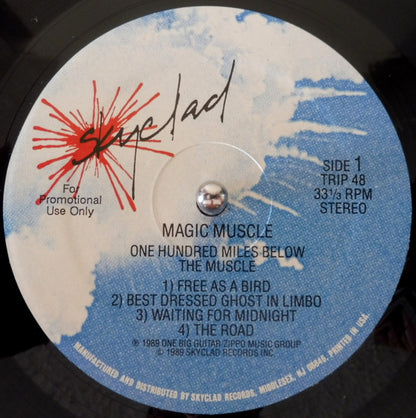 skyclad
For
Promotional
Use Only
SIDE 1
TRIP 48
33 1/3 RPM
STEREO
MAGIC MUSCLE
ONE HUNDRED MILES BELOW
THE MUSCLE
1) FREE AS A BIRD
2) BEST DRESSED GHOST IN LIMBO
3) WAITING FOR MIDNIGHT
4) THE ROAD
℗ 1989 ONE BIG GUITAR/ZIPPO MUSIC GROUP
© 1989 SKYCLAD RECORDS INC.
MANUFACTURED AND DISTRIBUTED BY SKYCLAD RECORDS, MIDDLESEX, NJ 08846. PRINTED IN U.S.A.